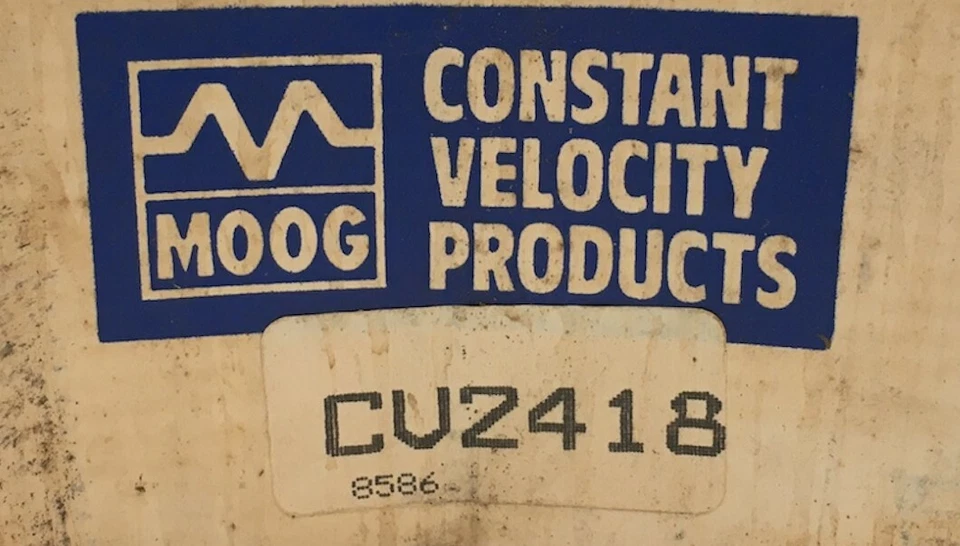 MOOG
CONSTANT
VELOCITY
PRODUCTS
CV2418
8586